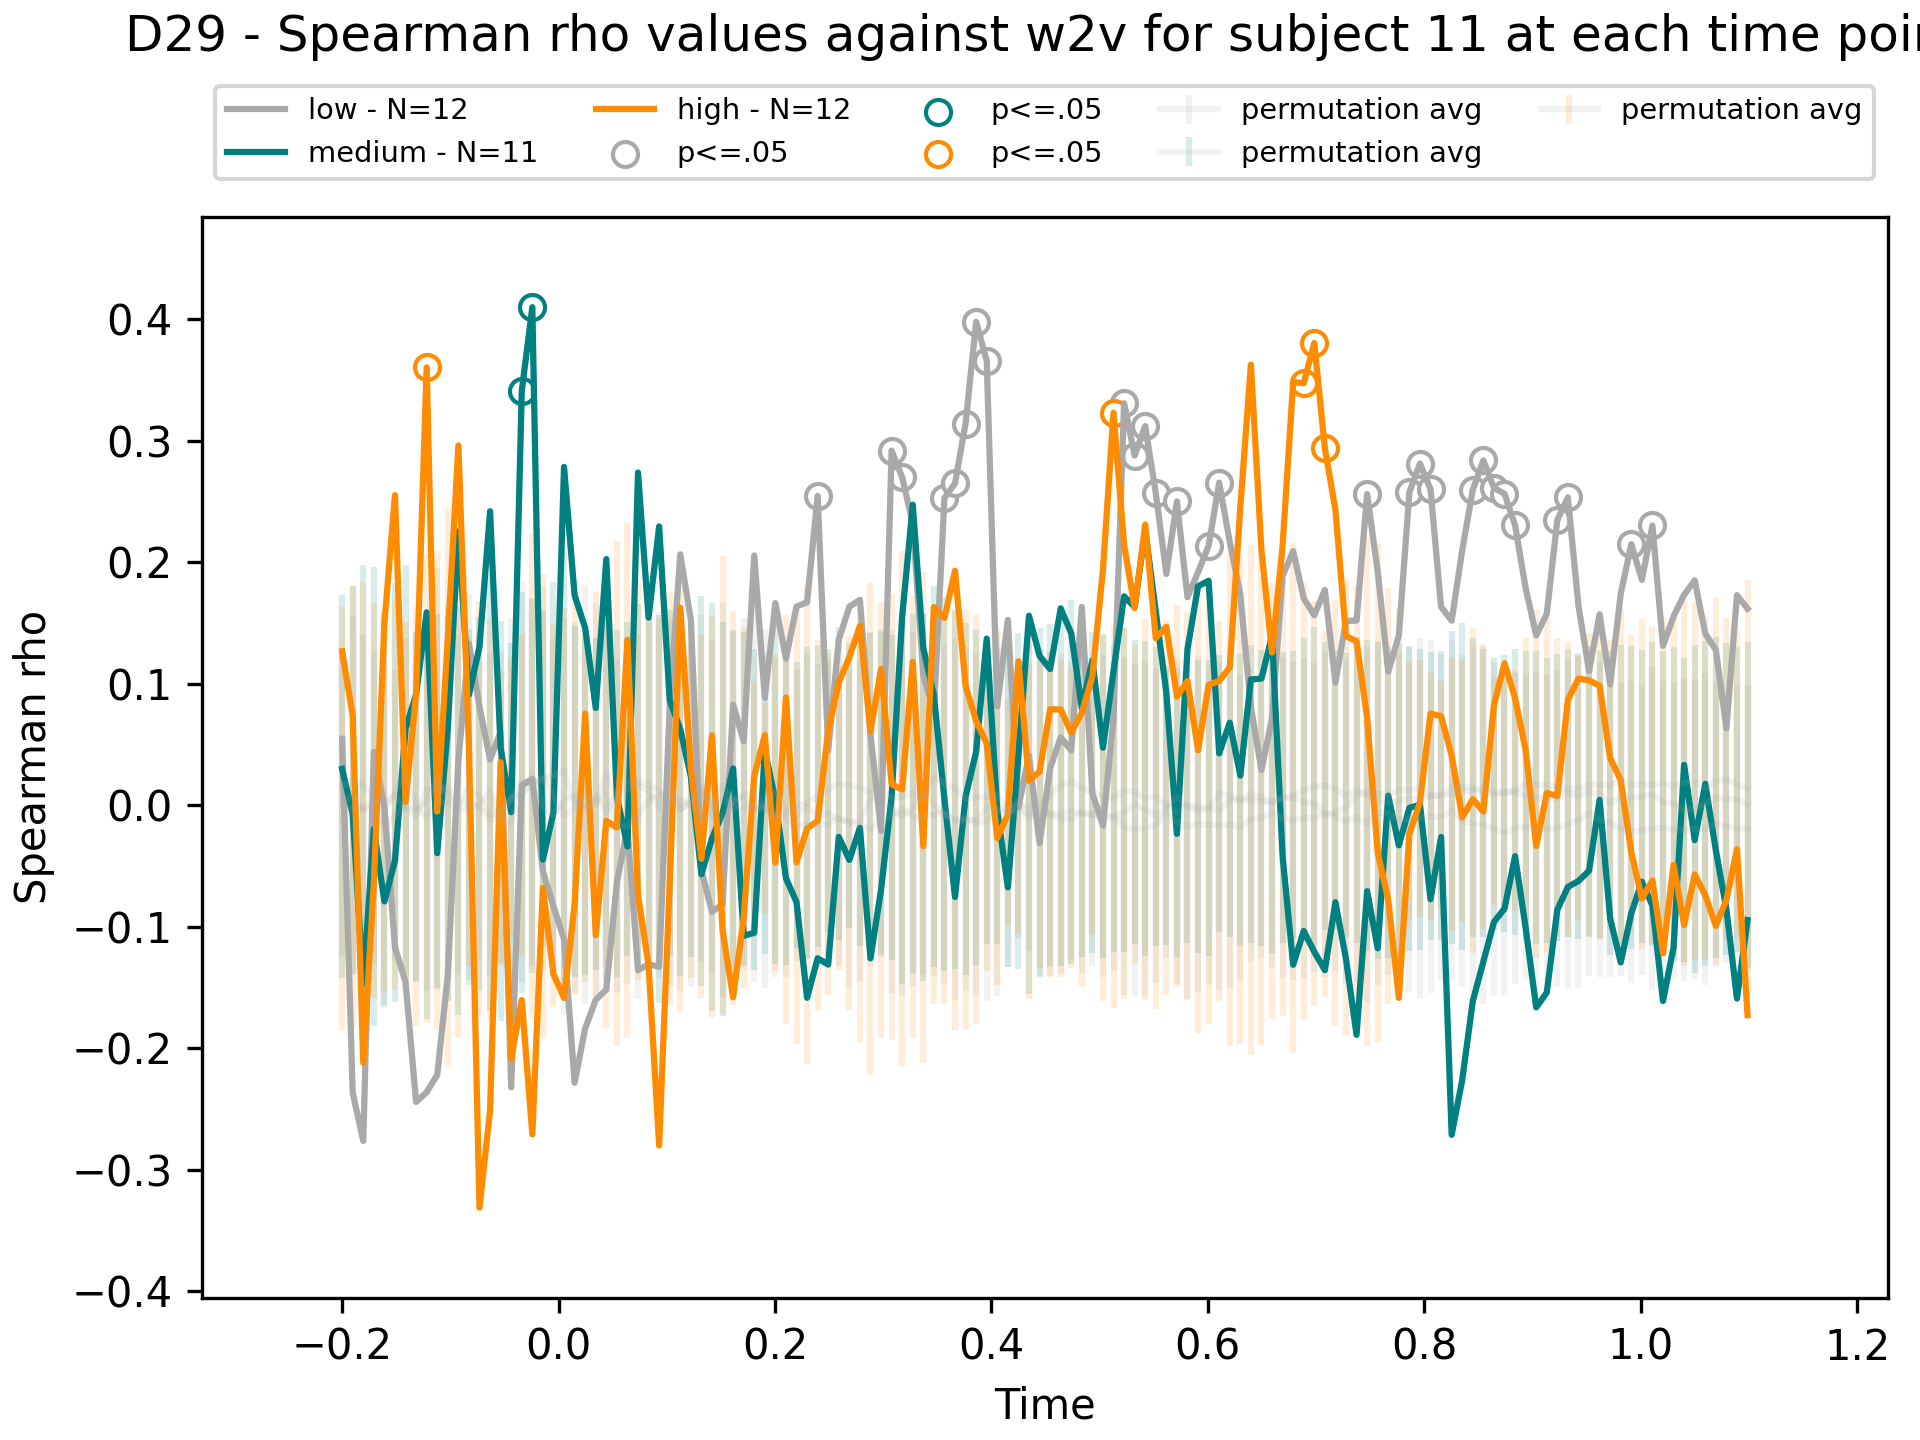 D29 - Spearman rho values against w2v for subject 11 at each time poi
low - N=12
medium - N=11
high - N=12
p<=.05
p<=.05
p<=.05
permutation avg
permutation avg
permutation avg
Spearman rho
0.4
0.3
0.2
0.1
0.0
−0.1
−0.2
−0.3
−0.4
−0.2 0.0 0.2 0.4 0.6 0.8 1.0 1.2
Time